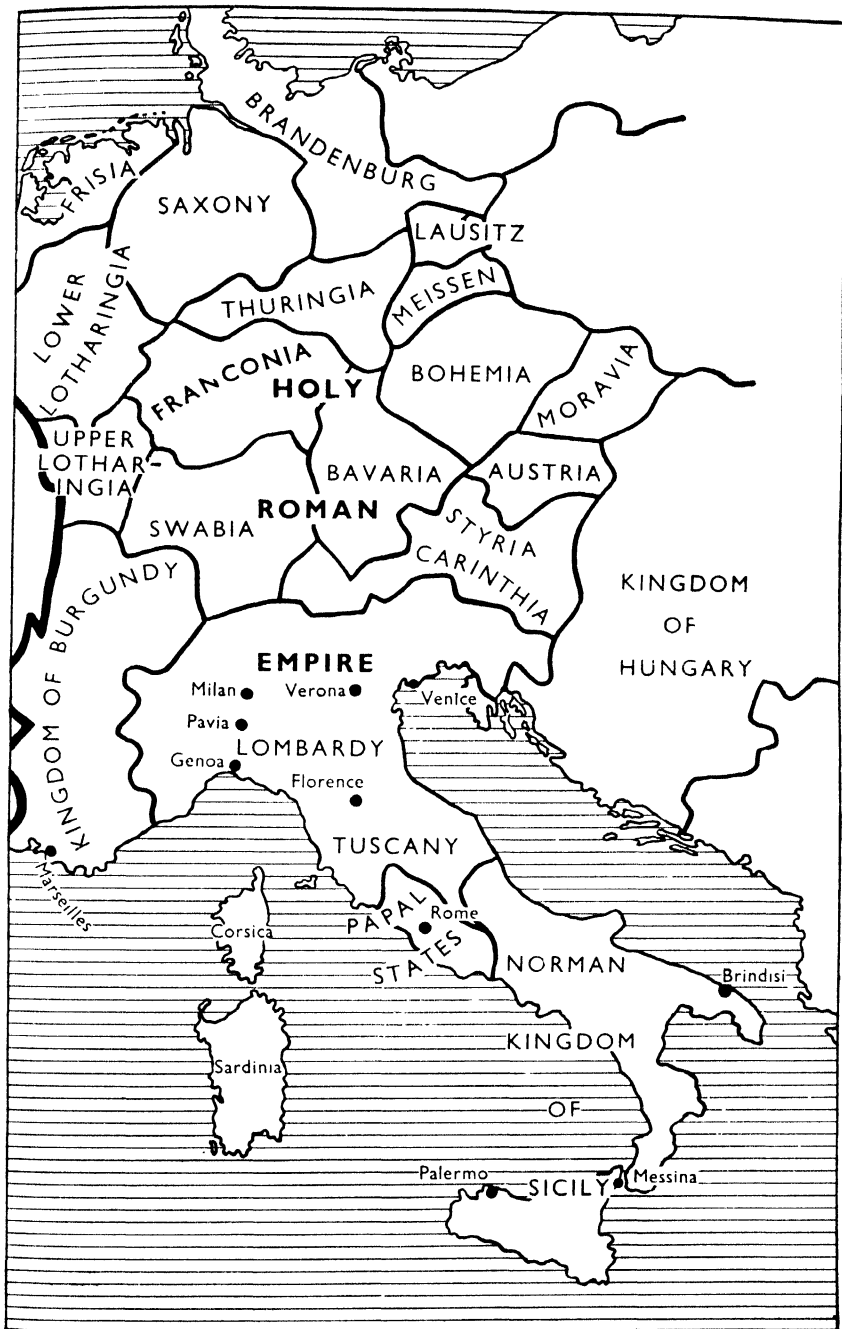 BRANDENBURG
FRISIA
SAXONY
LAUSITZ
LOWER
LOTHARINGIA
THURINGIA
MEISSEN
FRANCONIA
HOLY
BOHEMIA
MORAVIA
UPPER
LOTHAR-
INGIA
BAVARIA
AUSTRIA
ROMAN
SWABIA
STYRIA
CARINTHIA
KINGDOM OF BURGUNDY
KINGDOM
OF
HUNGARY
EMPIRE
Milan
Verona
Venice
Pavia
LOMBARDY
Genoa
Florence
TUSCANY
Marseilles
Corsica
PAPAL
STATES
Rome
NORMAN
Brindisi
KINGDOM
Sardinia
OF
Palermo
SICILY
Messina